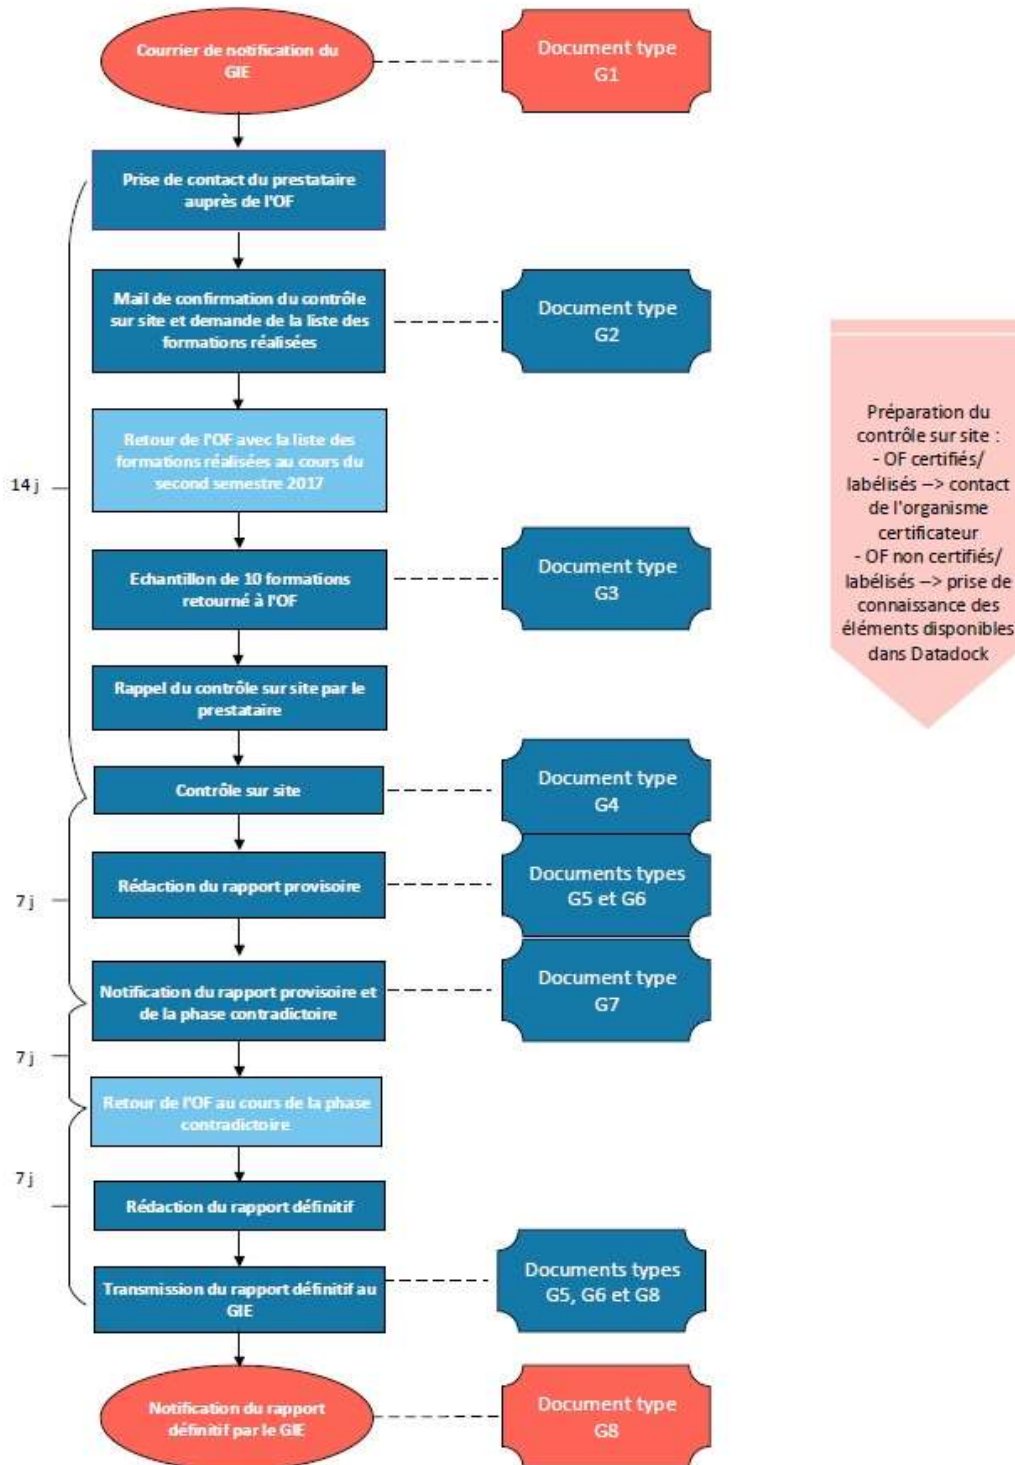 Courrier de notification du
GIE
Document type
G1
Prise de contact du prestataire
auprès de l'OF
Mail de confirmation du contrôle
sur site et demande de la liste des
formations réalisées
Document type
G2
Retour de l'OF avec la liste des
formations réalisées au cours du
second semestre 2017
14 j
Echantillon de 10 formations
retourné à l'OF
Document type
G3
Rappel du contrôle sur site par le
prestataire
Contrôle sur site
Document type
G4
Rédaction du rapport provisoire
Documents types
G5 et G6
7 j
Notification du rapport provisoire et
de la phase contradictoire
Document type
G7
7 j
Retour de l'OF au cours de la phase
contradictoire
7 j
Rédaction du rapport définitif
Transmission du rapport définitif au
GIE
Documents types
G5, G6 et G8
Notification du rapport
définitif par le GIE
Document type
G8
Préparation du
contrôle sur site :
- OF certifiés/
labélisés –> contact
de l'organisme
certificateur
- OF non certifiés/
labélisés –> prise de
connaissance des
éléments disponibles
dans Datadock